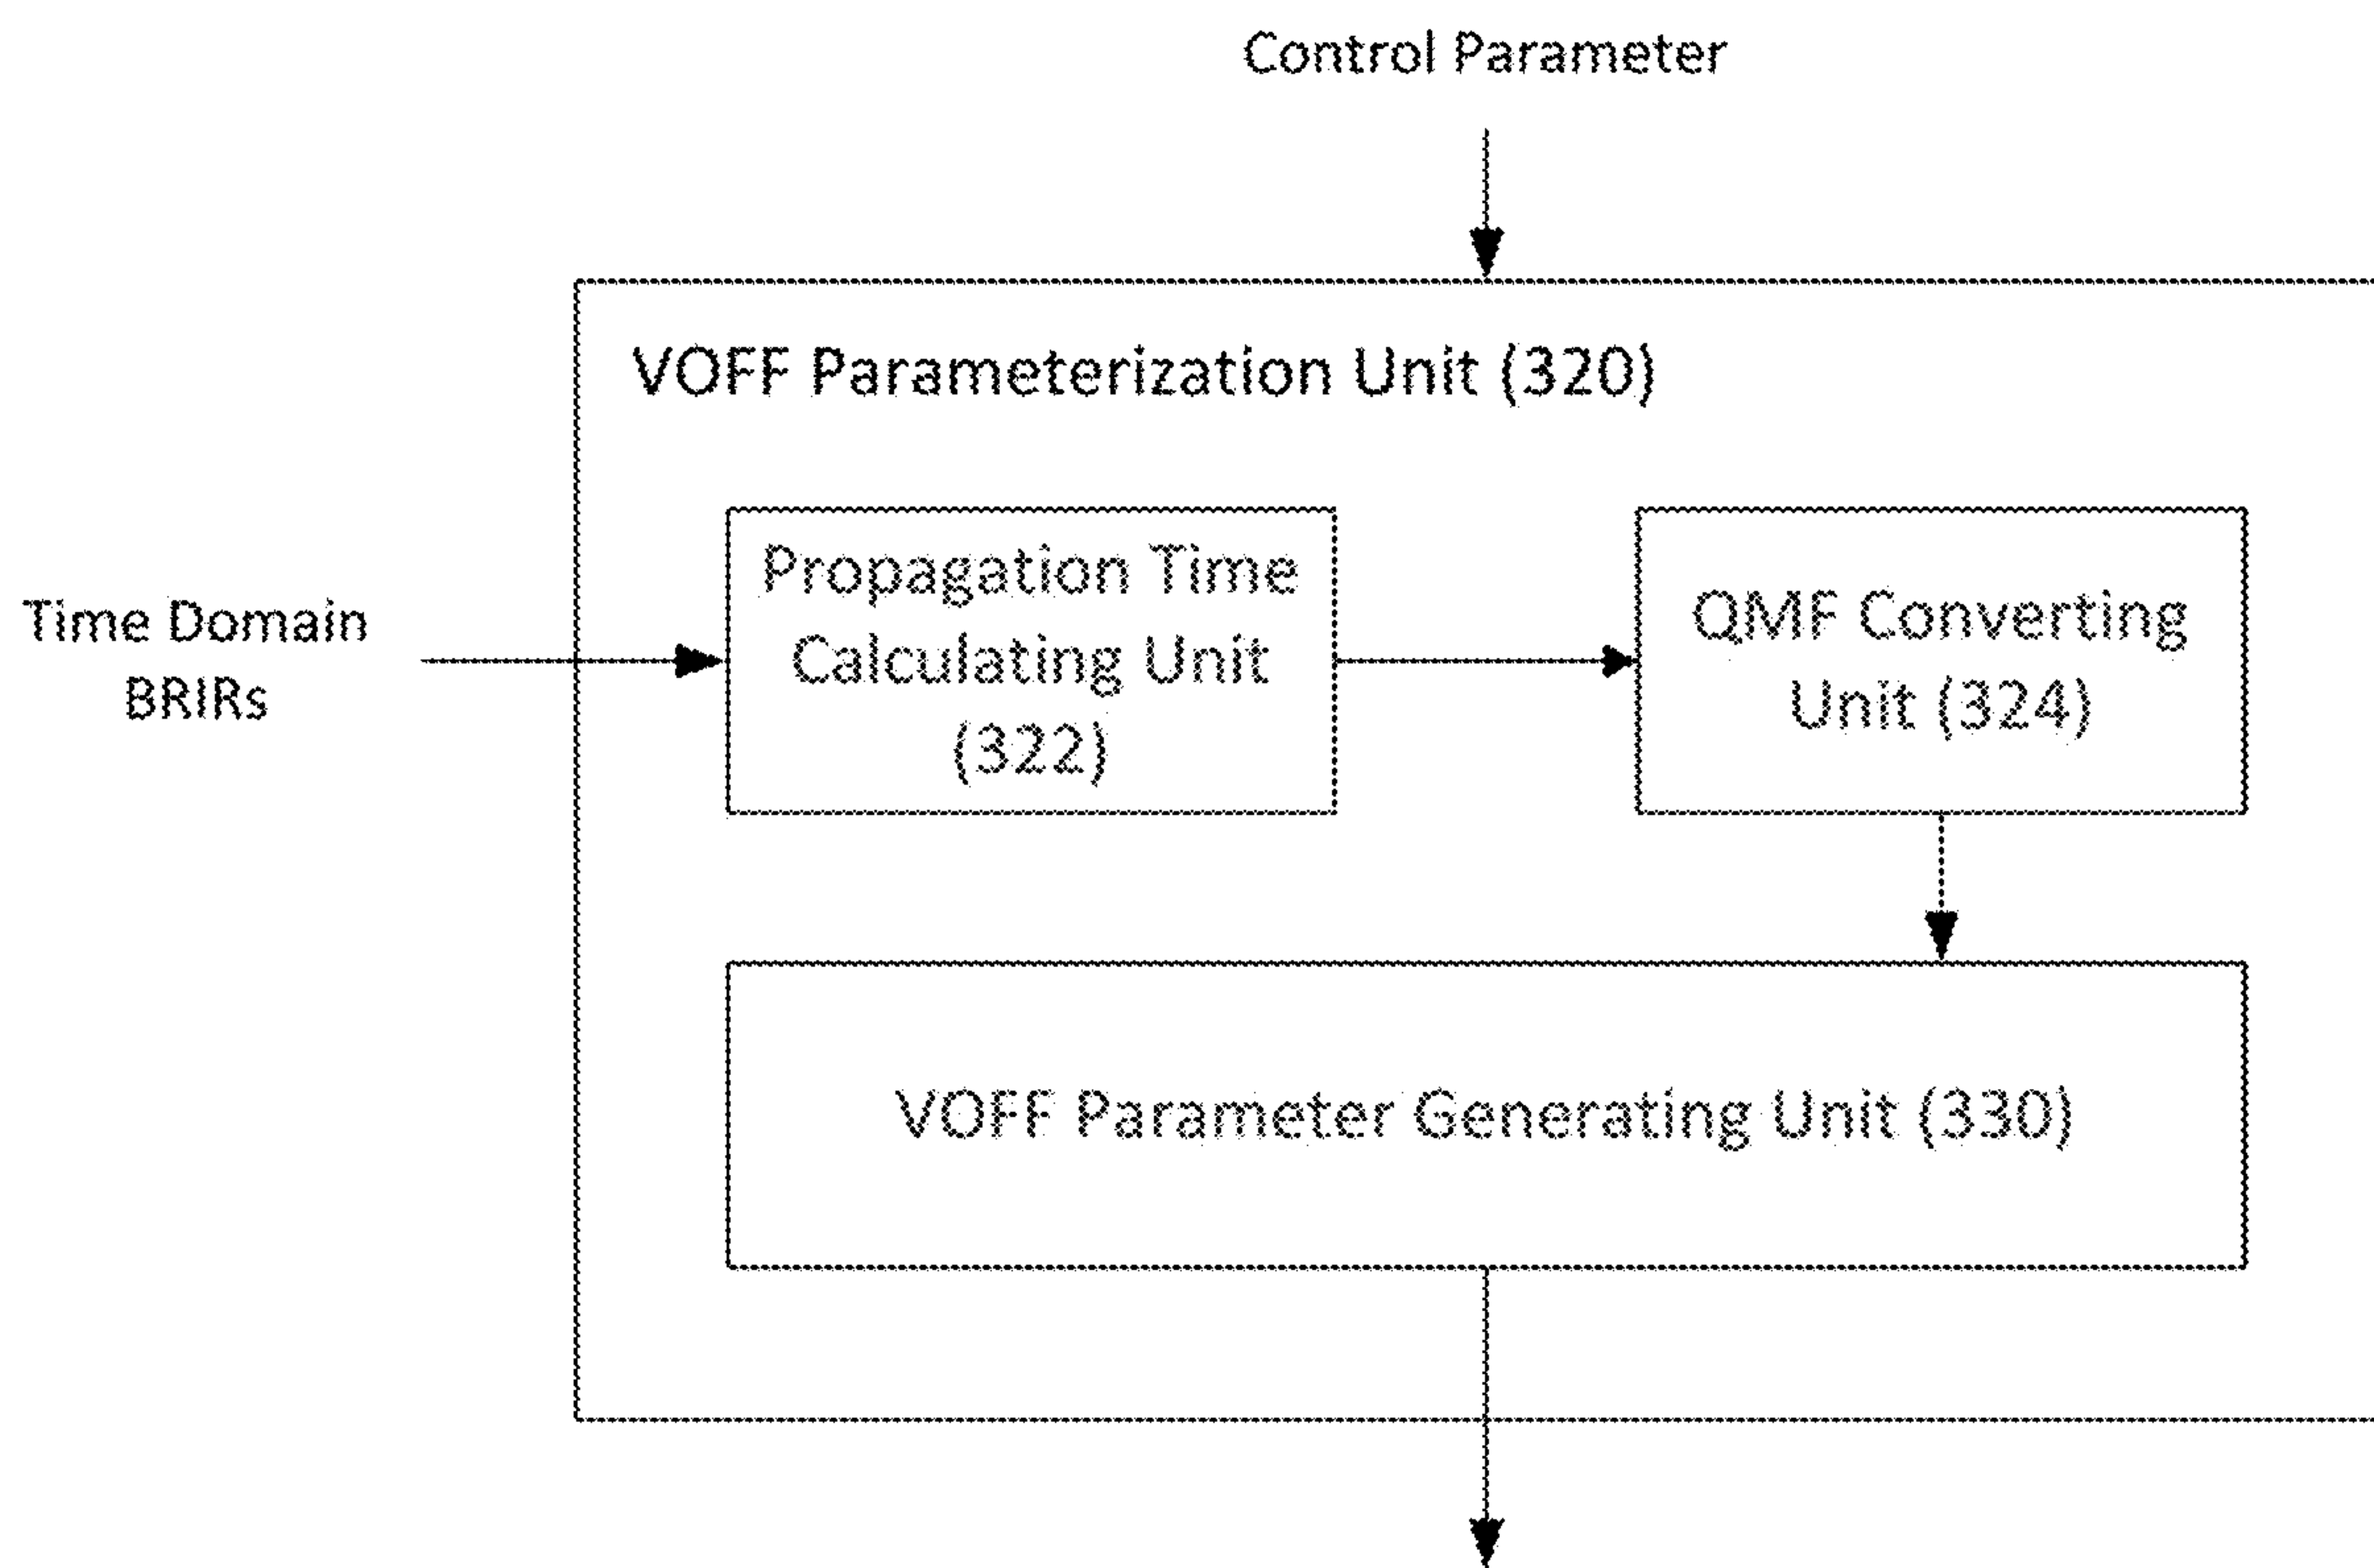 Control Parameter
VOFF Parameterization Unit (320)
Time Domain
BRIRs
Propagation Time
Calculating Unit
(322)
QMF Converting
Unit (324)
VOFF Parameter Generating Unit (330)